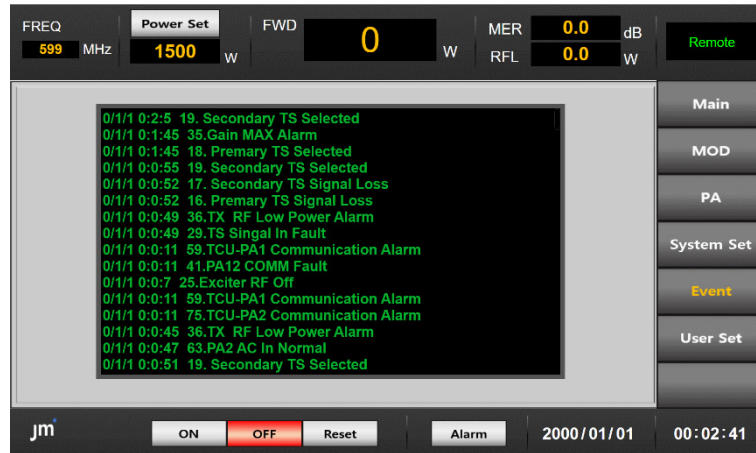 FREQ
599 MHz
Power Set
1500 W
FWD
0 W
MER 0.0 dB
RFL 0.0 W
Remote
0/1/1 0:2:5 19. Secondary TS Selected
0/1/1 0:1:45 35.Gain MAX Alarm
0/1/1 0:1:45 18. Premary TS Selected
0/1/1 0:0:55 19. Secondary TS Selected
0/1/1 0:0:52 17. Secondary TS Signal Loss
0/1/1 0:0:52 16. Premary TS Signal Loss
0/1/1 0:0:49 36.TX RF Low Power Alarm
0/1/1 0:0:49 29.TS Singal In Fault
0/1/1 0:0:11 59.TCU-PA1 Communication Alarm
0/1/1 0:0:11 41.PA12 COMM Fault
0/1/1 0:0:7 25.Exciter RF Off
0/1/1 0:0:11 59.TCU-PA1 Communication Alarm
0/1/1 0:0:11 75.TCU-PA2 Communication Alarm
0/1/1 0:0:45 36.TX RF Low Power Alarm
0/1/1 0:0:47 63.PA2 AC In Normal
0/1/1 0:0:51 19. Secondary TS Selected
Main
MOD
PA
System Set
Event
User Set
jm
ON
OFF
Reset
Alarm
2000/01/01
00:02:41